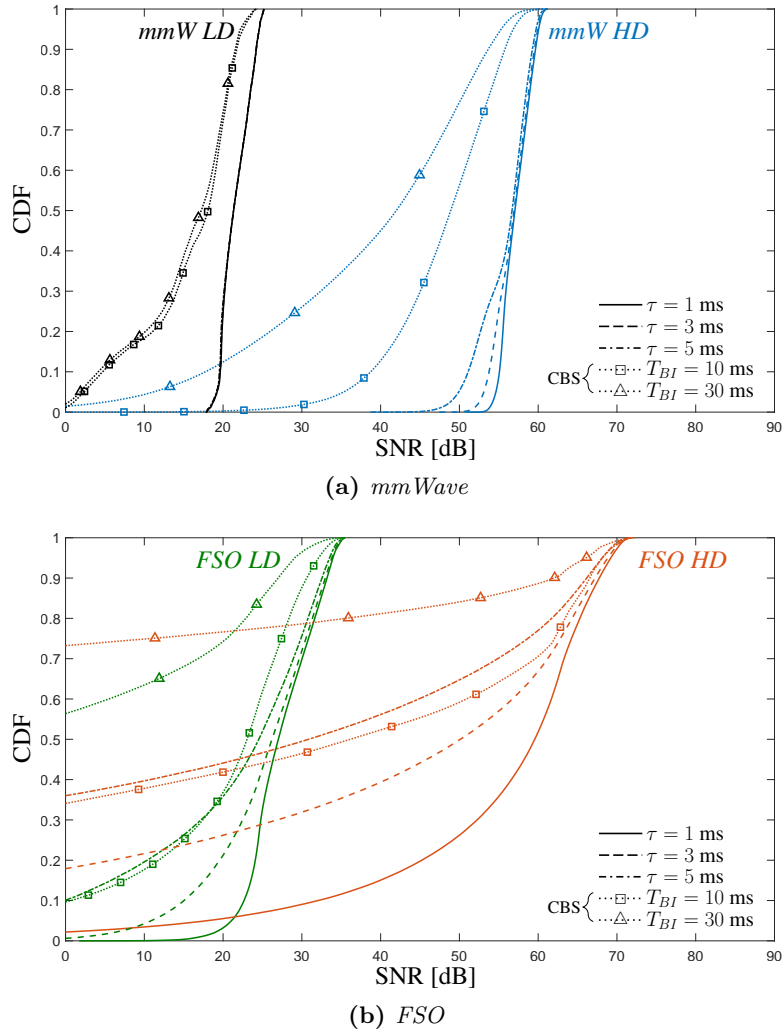 1
0.9
0.8
0.7
0.6
0.5
0.4
0.3
0.2
0.1
0
CDF
mmW LD
mmW HD
τ = 1 ms
τ = 3 ms
τ = 5 ms
CBS
T_BI = 10 ms
T_BI = 30 ms
0 10 20 30 40 50 60 70 80 90
SNR [dB]
(a) mmWave
1
0.9
0.8
0.7
0.6
0.5
0.4
0.3
0.2
0.1
0
CDF
FSO LD
FSO HD
τ = 1 ms
τ = 3 ms
τ = 5 ms
CBS
T_BI = 10 ms
T_BI = 30 ms
0 10 20 30 40 50 60 70 80 90
SNR [dB]
(b) FSO